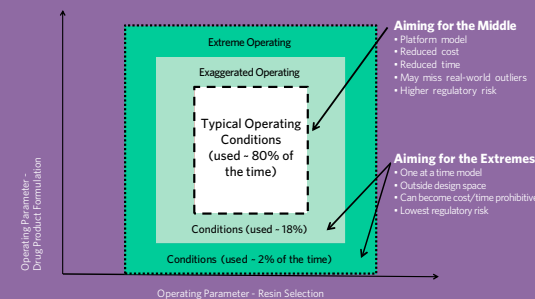 Extreme Operating
Exaggerated Operating
Typical Operating
Conditions
(used ~ 80% of
the time)
Conditions (used ~ 18%)
Conditions (used ~ 2% of the time)
Aiming for the Middle
• Platform model
• Reduced cost
• Reduced time
• May miss real-world outliers
• Higher regulatory risk
Aiming for the Extremes
• One at a time model
• Outside design space
• Can become cost/time prohibitive
• Lowest regulatory risk
Operating Parameter -
Drug Product Formulation
Operating Parameter - Resin Selection